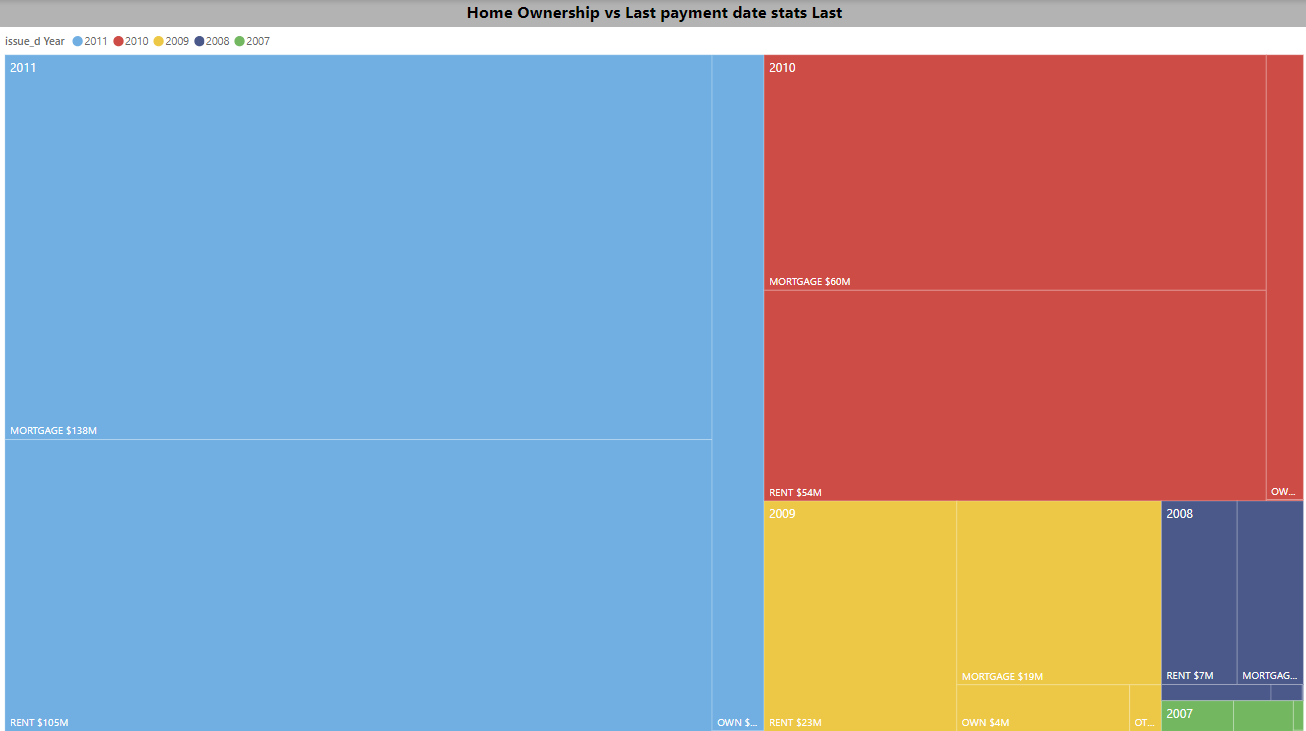 Home Ownership vs Last payment date stats Last
issue_d Year 2011 2010 2009 2008 2007
2011
MORTGAGE $138M
RENT $105M
OWN $...
2010
MORTGAGE $60M
RENT $54M
OW...
2009
RENT $23M
MORTGAGE $19M
OWN $4M
OT...
2008
RENT $7M
MORTGAG...
2007